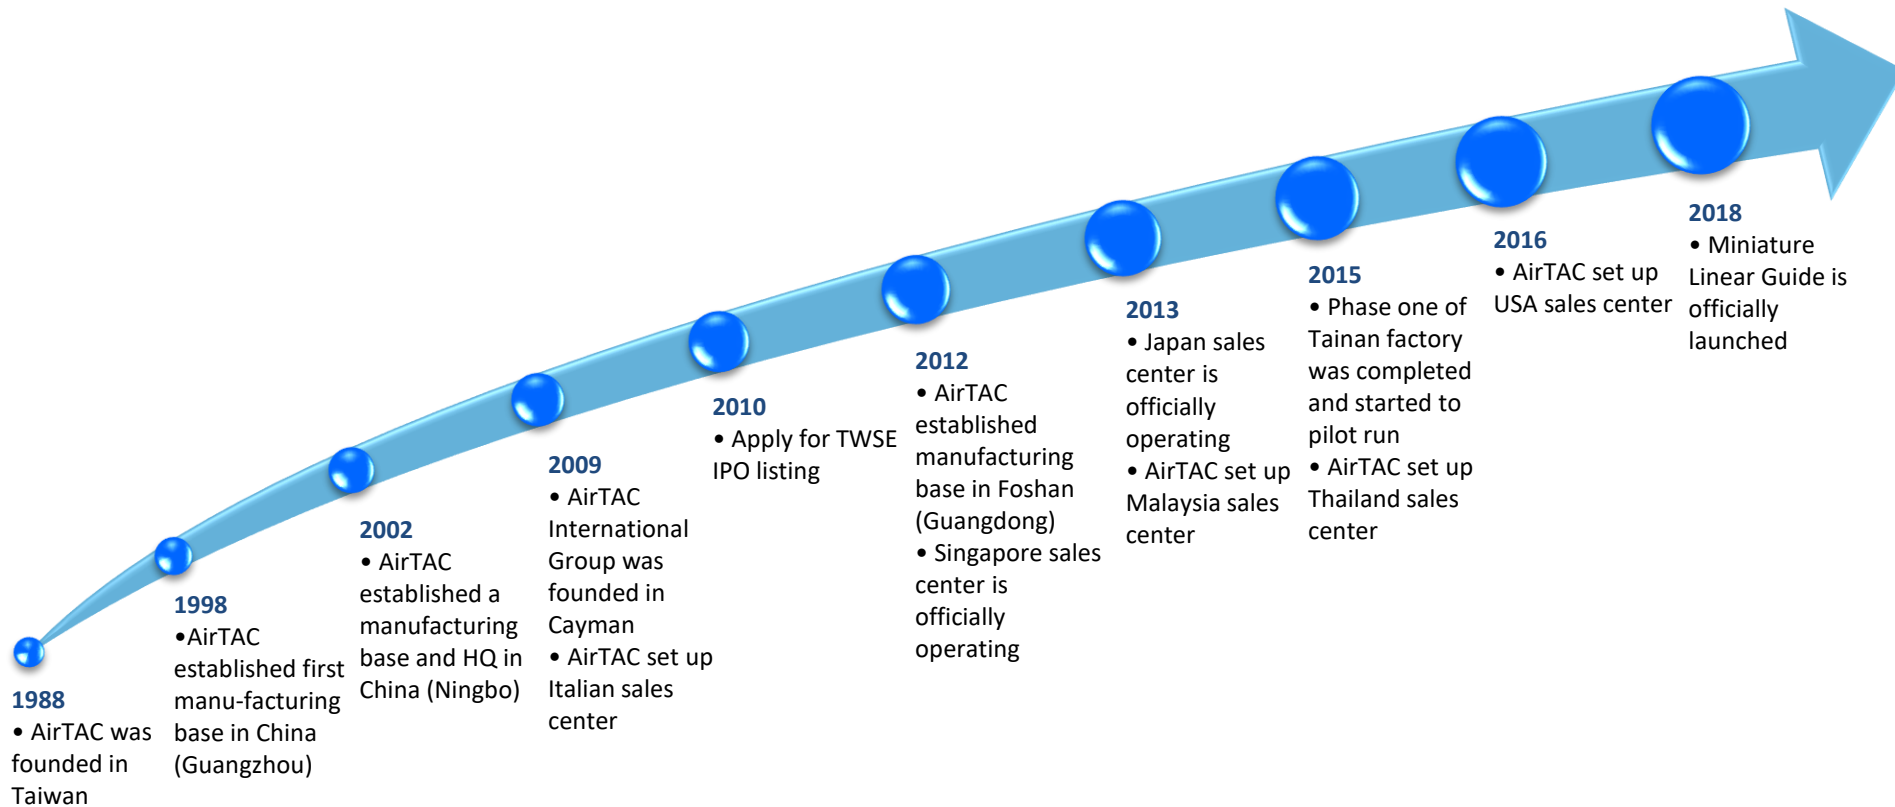 1988
• AirTAC was
founded in
Taiwan
1998
•AirTAC
established first
manu-facturing
base in China
(Guangzhou)
2002
• AirTAC
established a
manufacturing
base and HQ in
China (Ningbo)
2009
• AirTAC
International
Group was
founded in
Cayman
• AirTAC set up
Italian sales
center
2010
• Apply for TWSE
IPO listing
2012
• AirTAC
established
manufacturing
base in Foshan
(Guangdong)
• Singapore sales
center is
officially
operating
2013
• Japan sales
center is
officially
operating
• AirTAC set up
Malaysia sales
center
2015
• Phase one of
Tainan factory
was completed
and started to
pilot run
• AirTAC set up
Thailand sales
center
2016
• AirTAC set up
USA sales center
2018
• Miniature
Linear Guide is
officially
launched